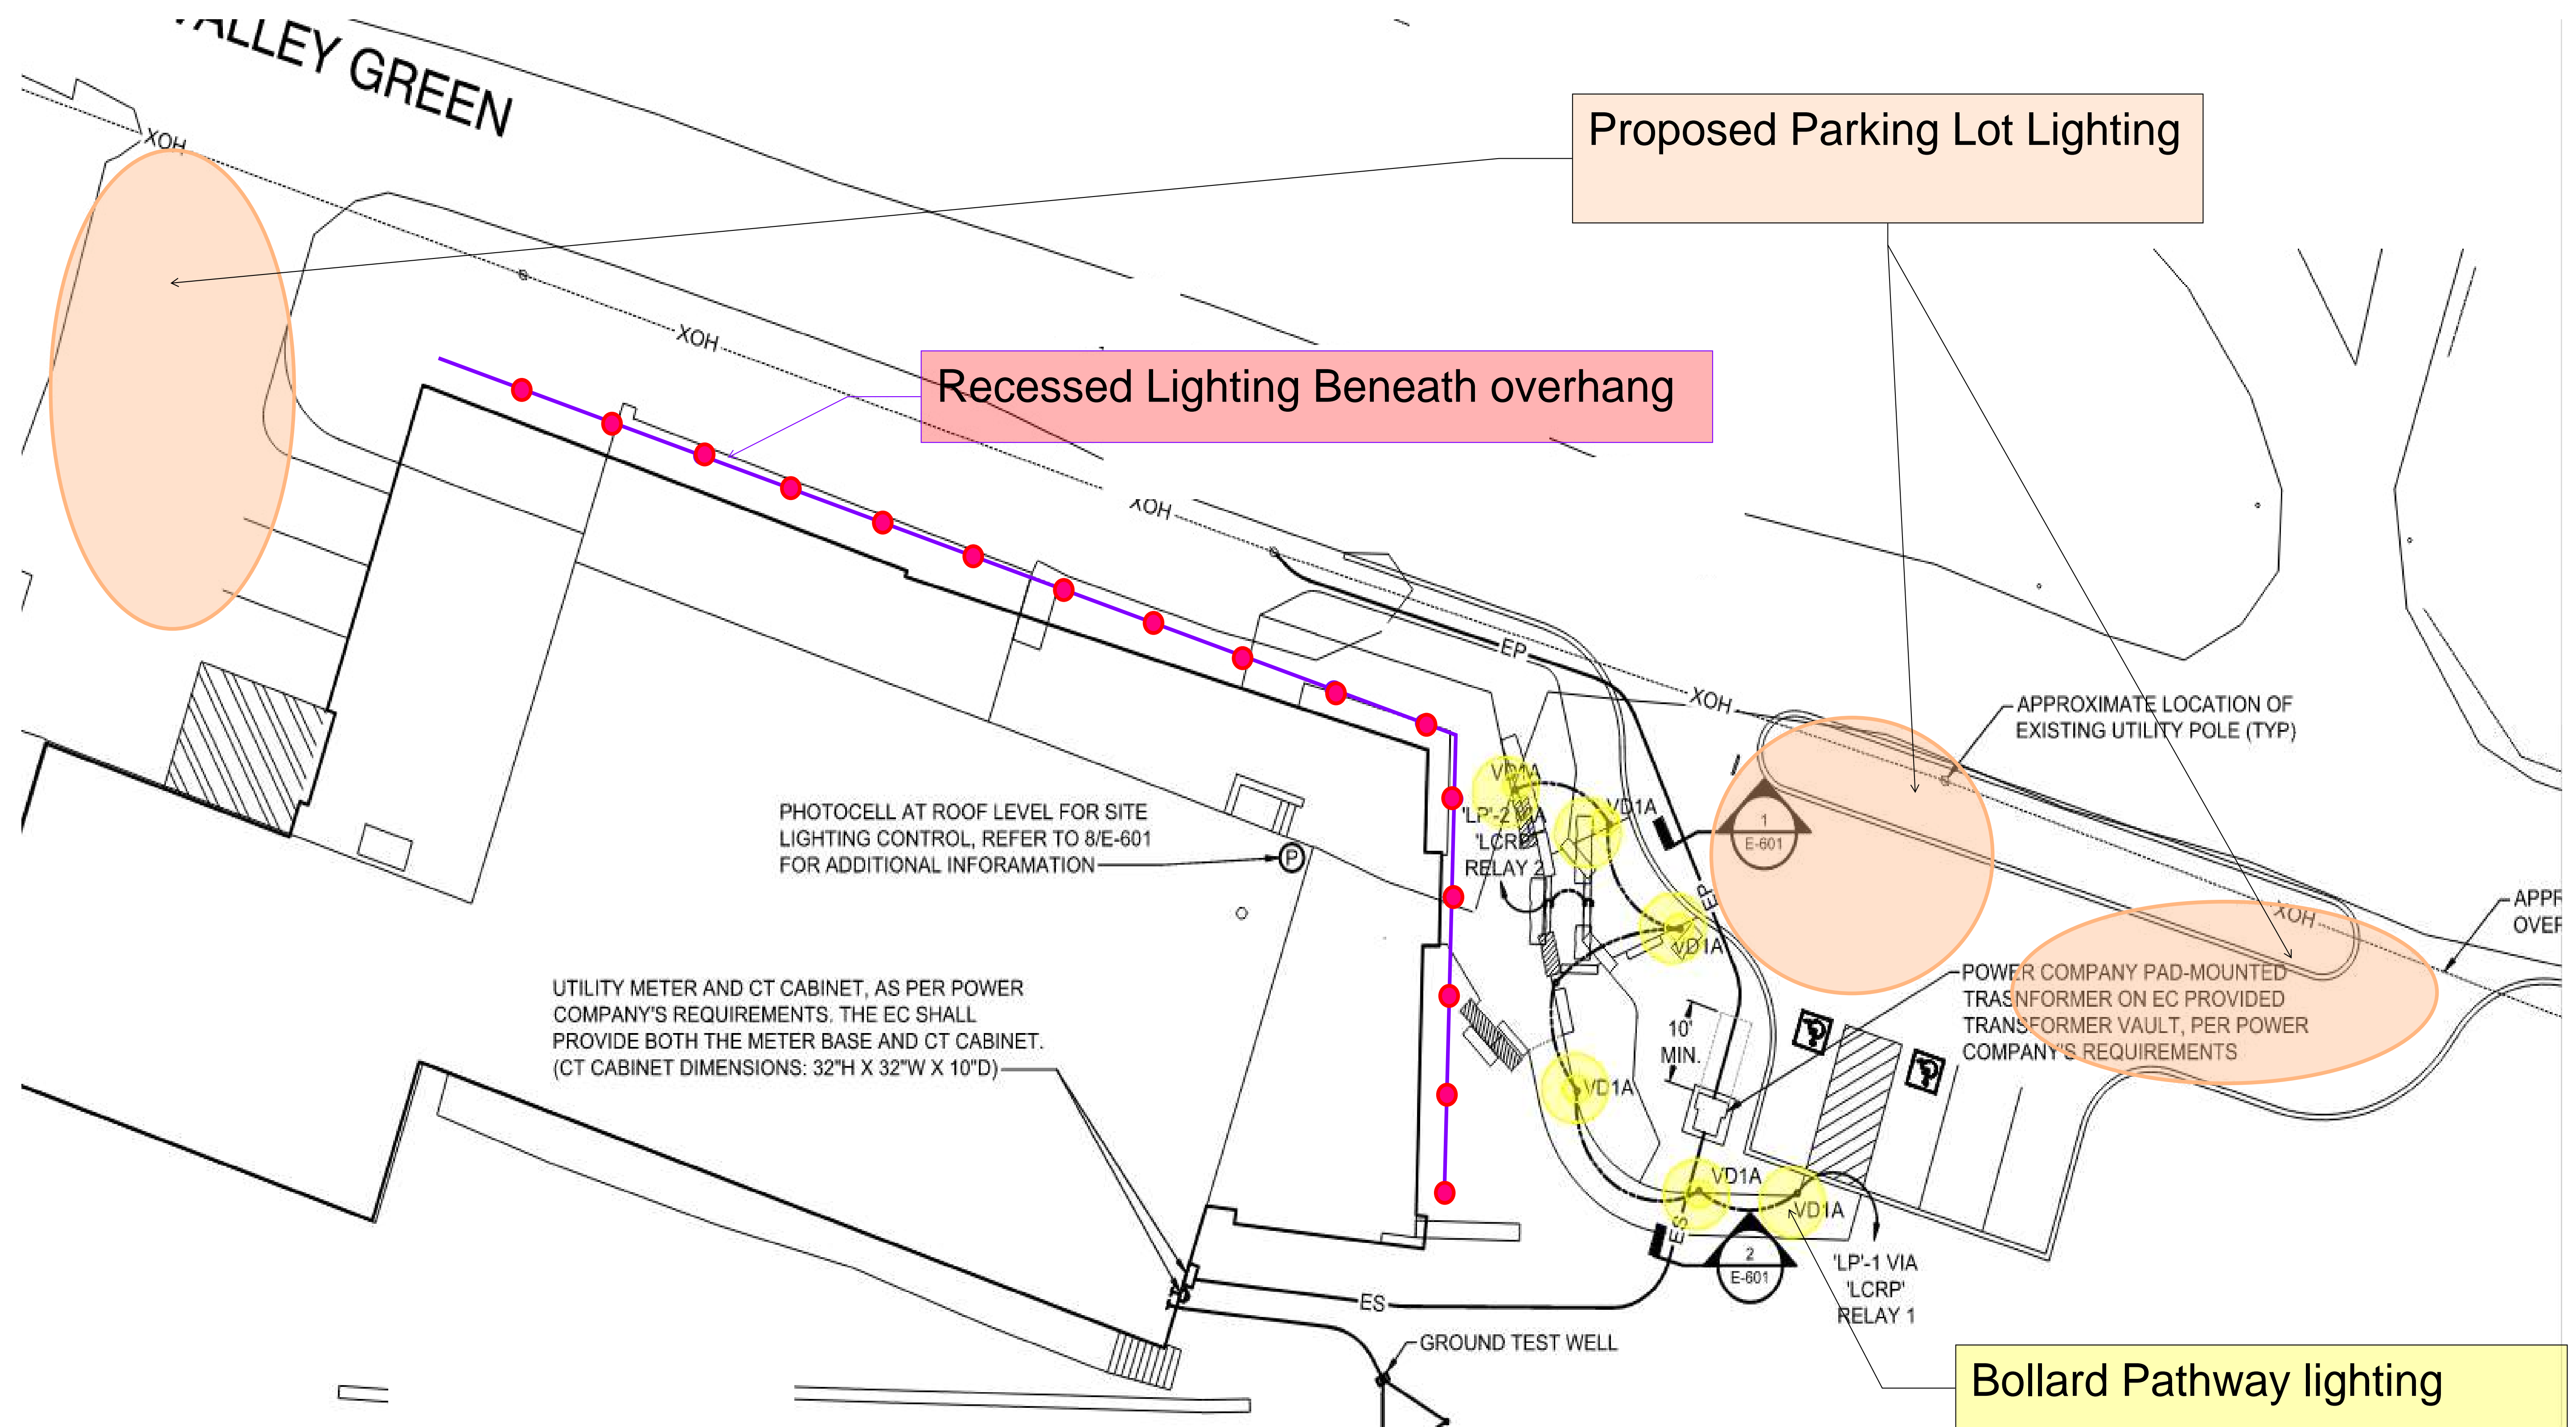 VALLEY GREEN
Proposed Parking Lot Lighting
XOH
XOH
Recessed Lighting Beneath overhang
XOH
EP
XOH
APPROXIMATE LOCATION OF
EXISTING UTILITY POLE (TYP)
PHOTOCELL AT ROOF LEVEL FOR SITE
LIGHTING CONTROL, REFER TO 8/E-601
FOR ADDITIONAL INFORAMATION
P
VD1A
VD1A
'LP'-2 VIA
'LCRP'
RELAY 2
1
E-601
EP
VD1A
XOH
APPR
OVER
UTILITY METER AND CT CABINET, AS PER POWER
COMPANY'S REQUIREMENTS. THE EC SHALL
PROVIDE BOTH THE METER BASE AND CT CABINET.
(CT CABINET DIMENSIONS: 32"H X 32"W X 10"D)
10'
MIN.
POWER COMPANY PAD-MOUNTED
TRASNFORMER ON EC PROVIDED
TRANSFORMER VAULT, PER POWER
COMPANY'S REQUIREMENTS
VD1A
VD1A
VD1A
ES
2
E-601
'LP'-1 VIA
'LCRP'
RELAY 1
ES
GROUND TEST WELL
Bollard Pathway lighting